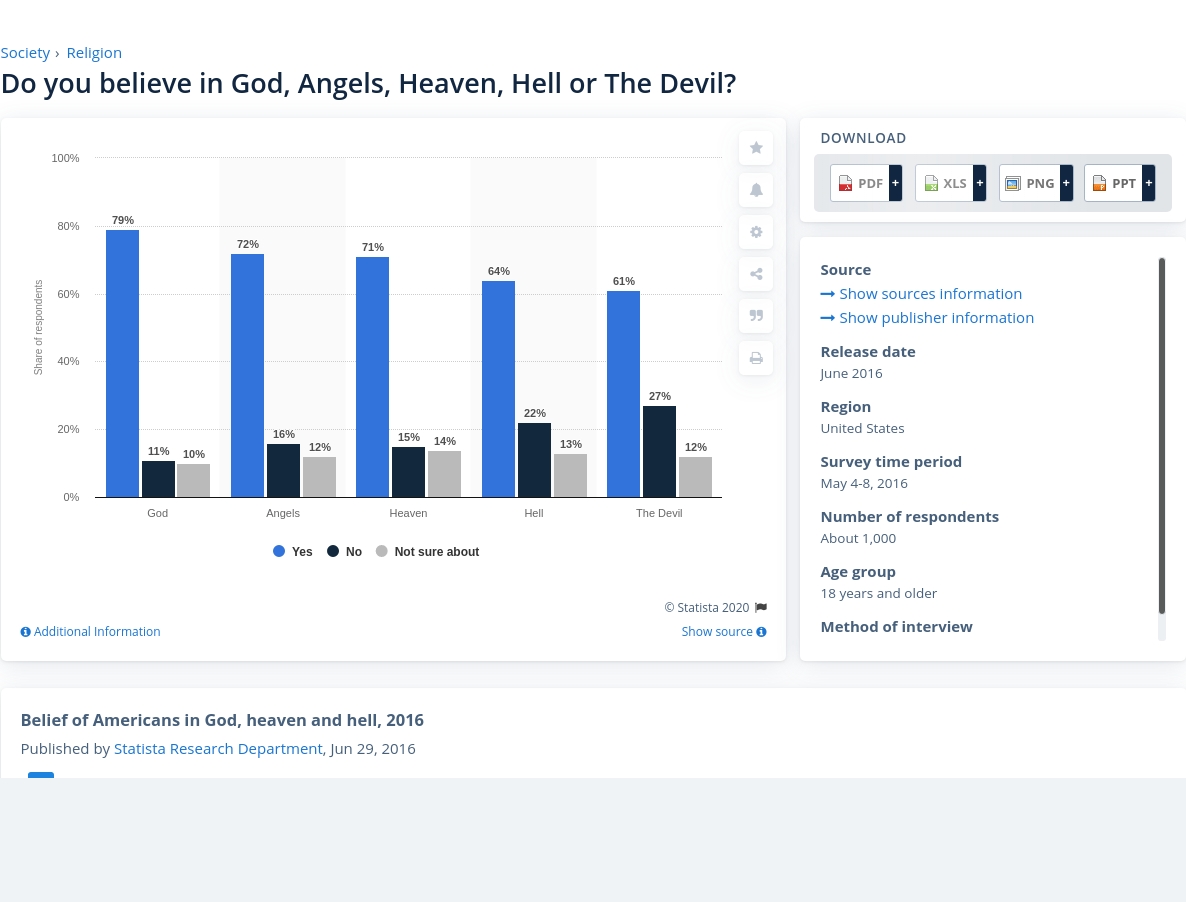 Society › Religion
Do you believe in God, Angels, Heaven, Hell or The Devil?
100%
80%
60%
40%
20%
0%
Share of respondents
79%
11%
10%
72%
16%
12%
71%
15%
14%
64%
22%
13%
61%
27%
12%
God
Angels
Heaven
Hell
The Devil
Yes
No
Not sure about
© Statista 2020
Additional Information
Show source
DOWNLOAD
PDF +
XLS +
PNG +
PPT +
Source
Show sources information
Show publisher information
Release date
June 2016
Region
United States
Survey time period
May 4-8, 2016
Number of respondents
About 1,000
Age group
18 years and older
Method of interview
Belief of Americans in God, heaven and hell, 2016
Published by Statista Research Department, Jun 29, 2016